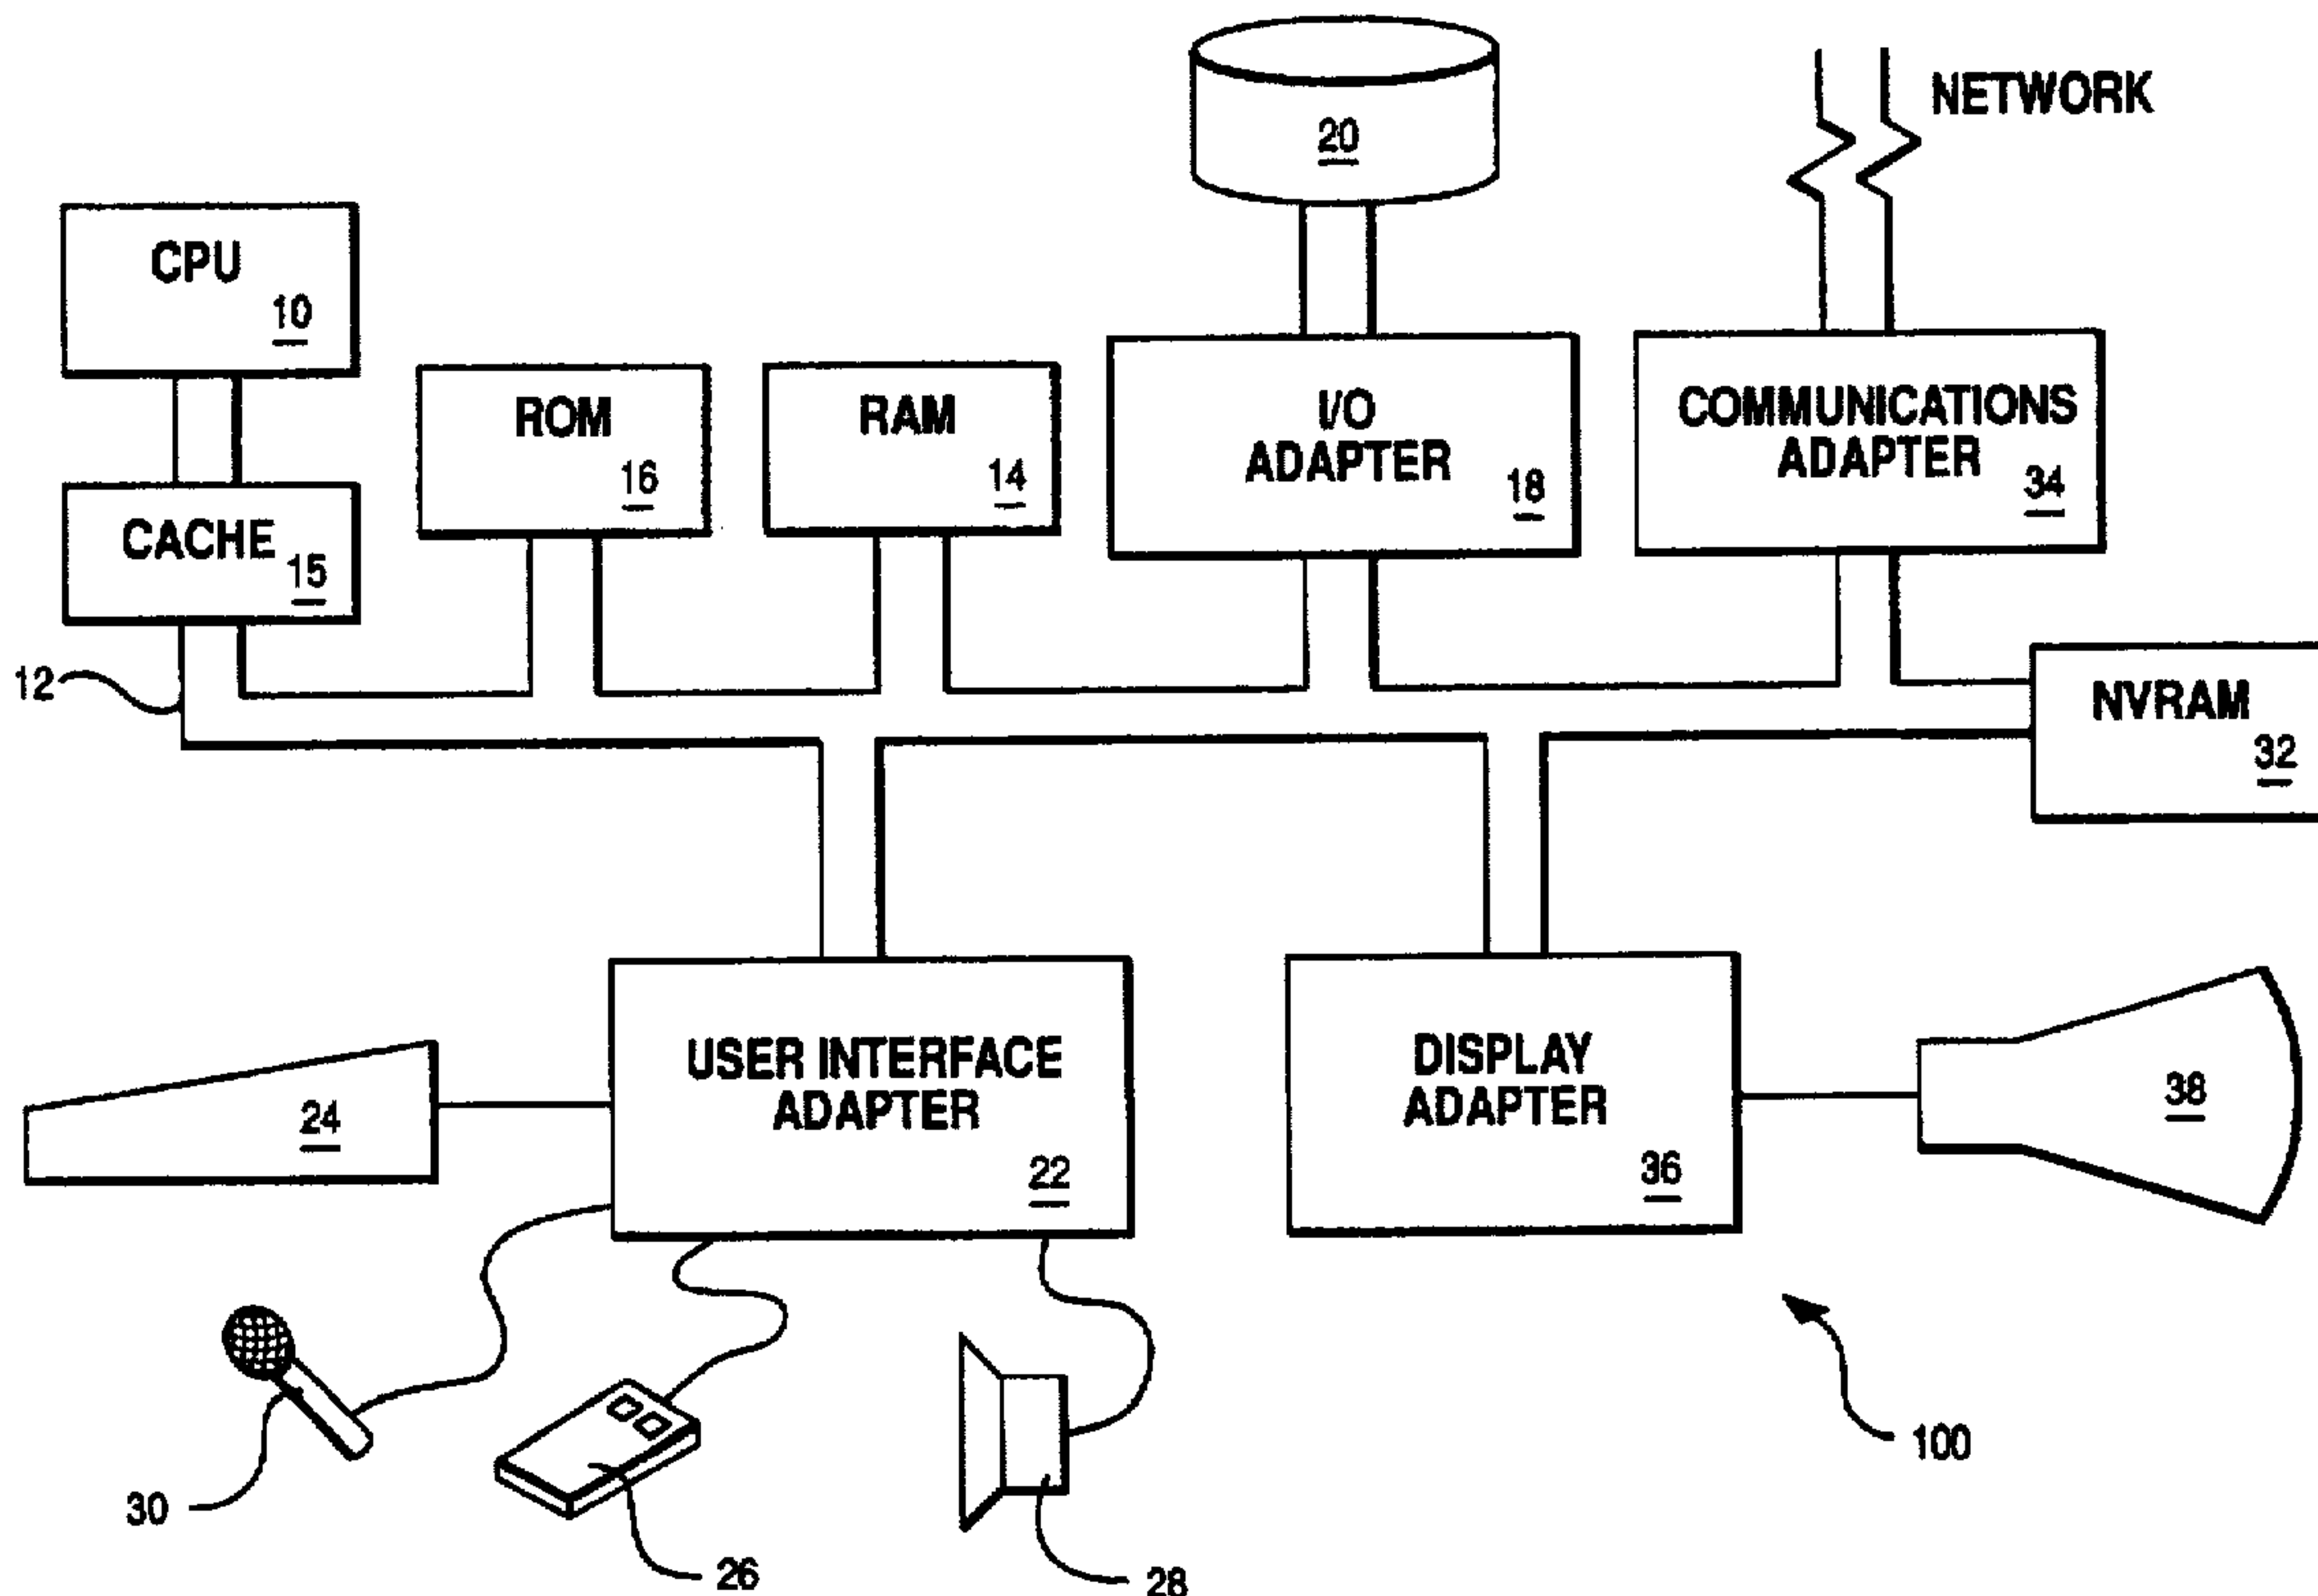 20
NETWORK
CPU
10
ROM
16
RAM
14
I/O
ADAPTER
18
COMMUNICATIONS
ADAPTER
34
CACHE
15
12
NVRAM
32
24
USER INTERFACE
ADAPTER
22
DISPLAY
ADAPTER
36
38
30
26
28
100